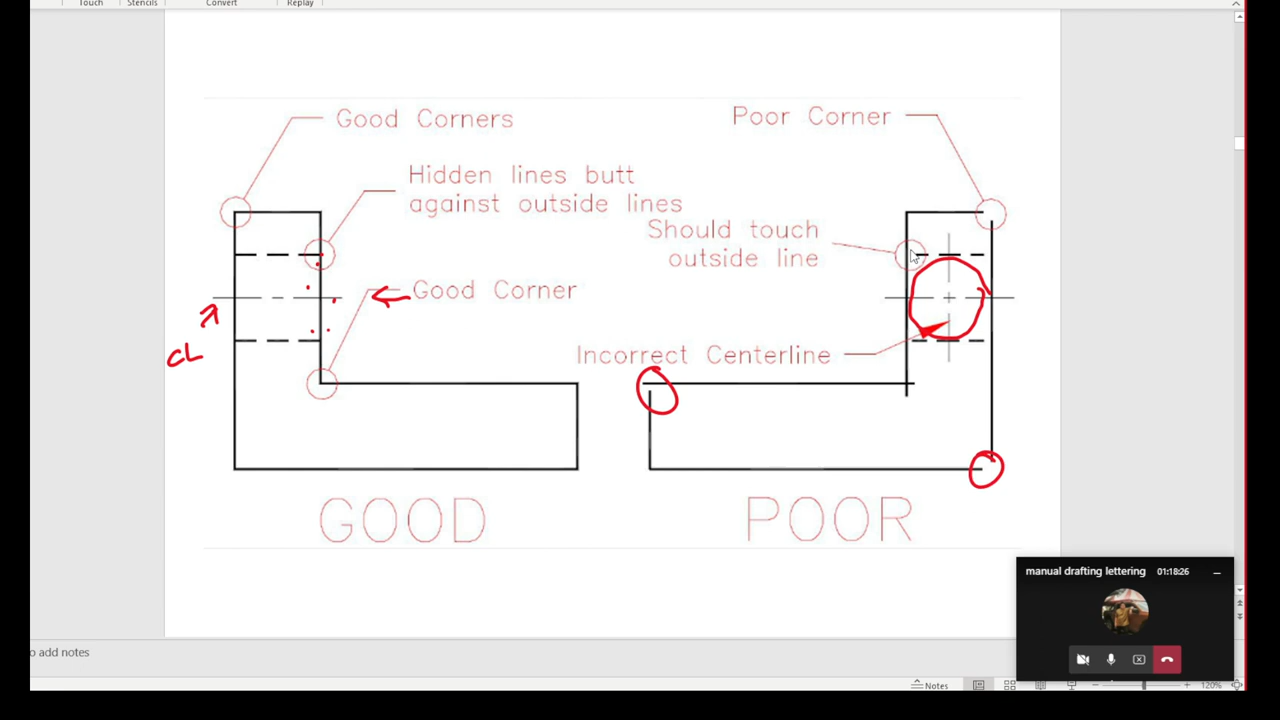 Touch Stencils Convert Replay
Good Corners
Poor Corner
Hidden lines butt
against outside lines
Should touch
outside line
Good Corner
CL
Incorrect Centerline
GOOD
POOR
manual drafting lettering 01:18:26
o add notes
Notes
120%